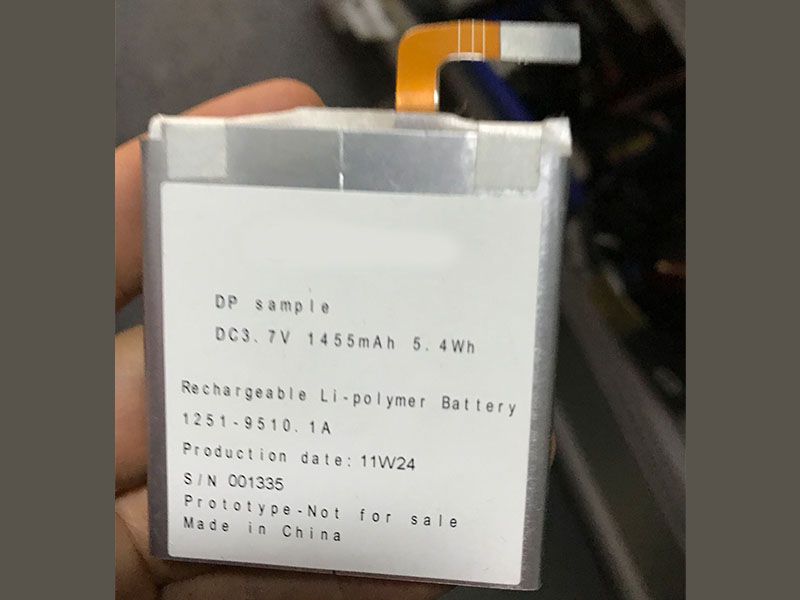 DP sample
DC3.7V 1455mAh 5.4Wh
Rechargeable Li-polymer Battery
1251-9510.1A
Production date: 11W24
S/N 001335
Prototype-Not for sale
Made in China